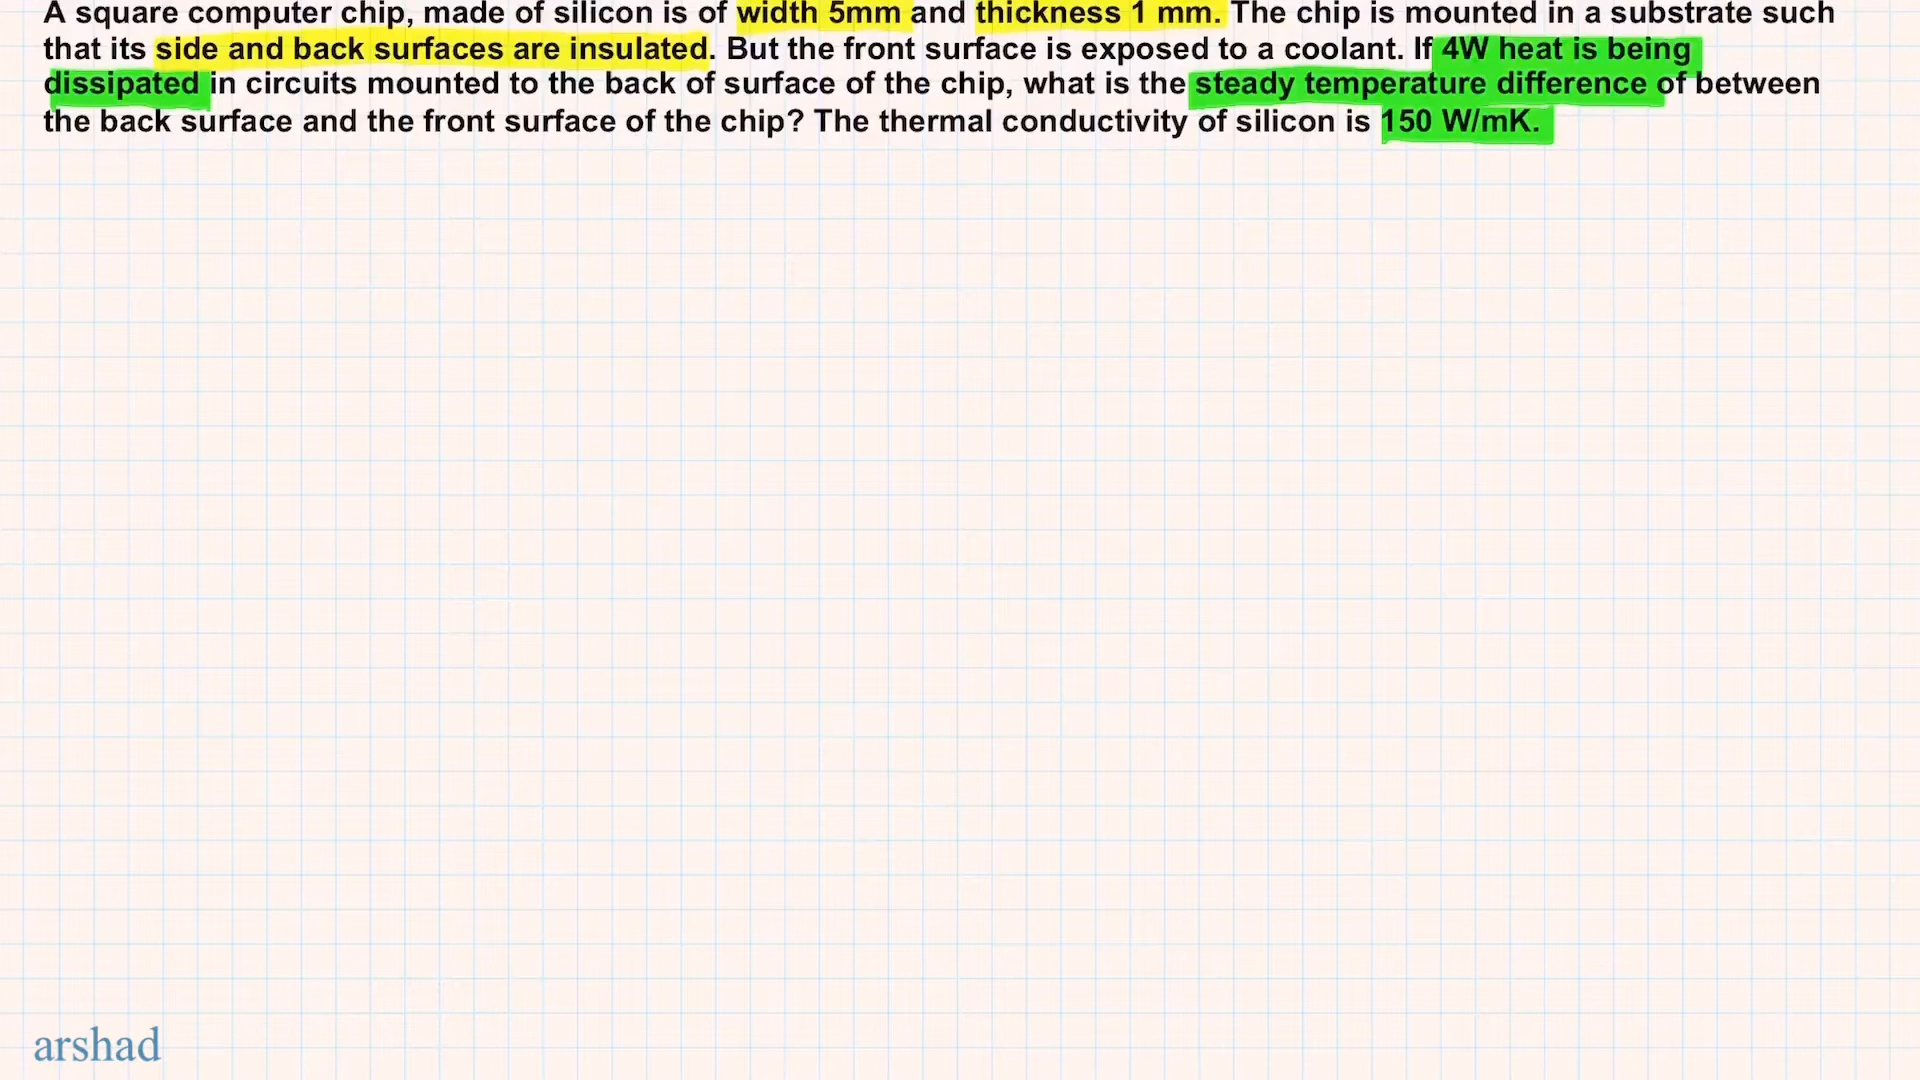 A square computer chip, made of silicon is of width 5mm and thickness 1 mm. The chip is mounted in a substrate such
that its side and back surfaces are insulated. But the front surface is exposed to a coolant. If 4W heat is being
dissipated in circuits mounted to the back of surface of the chip, what is the steady temperature difference of between
the back surface and the front surface of the chip? The thermal conductivity of silicon is 150 W/mK.
arshad